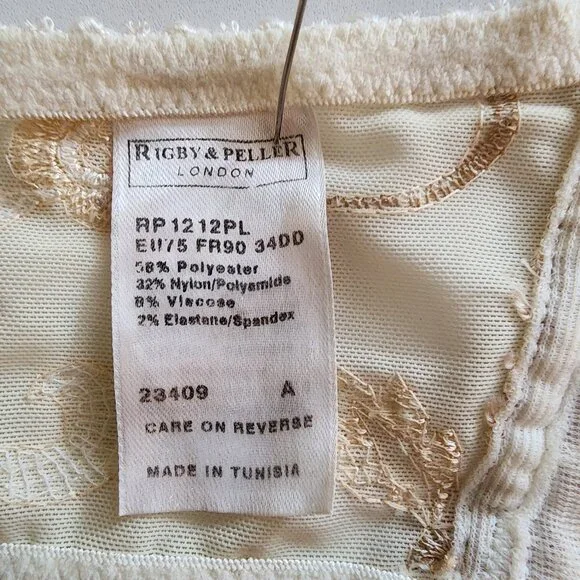 RIGBY & PELLER
LONDON
RP1212PL
EU75 FR90 34DD
58% Polyester
32% Nylon/Polyamide
8% Viscose
2% Elastane/Spandex
23409 A
CARE ON REVERSE
MADE IN TUNISIA